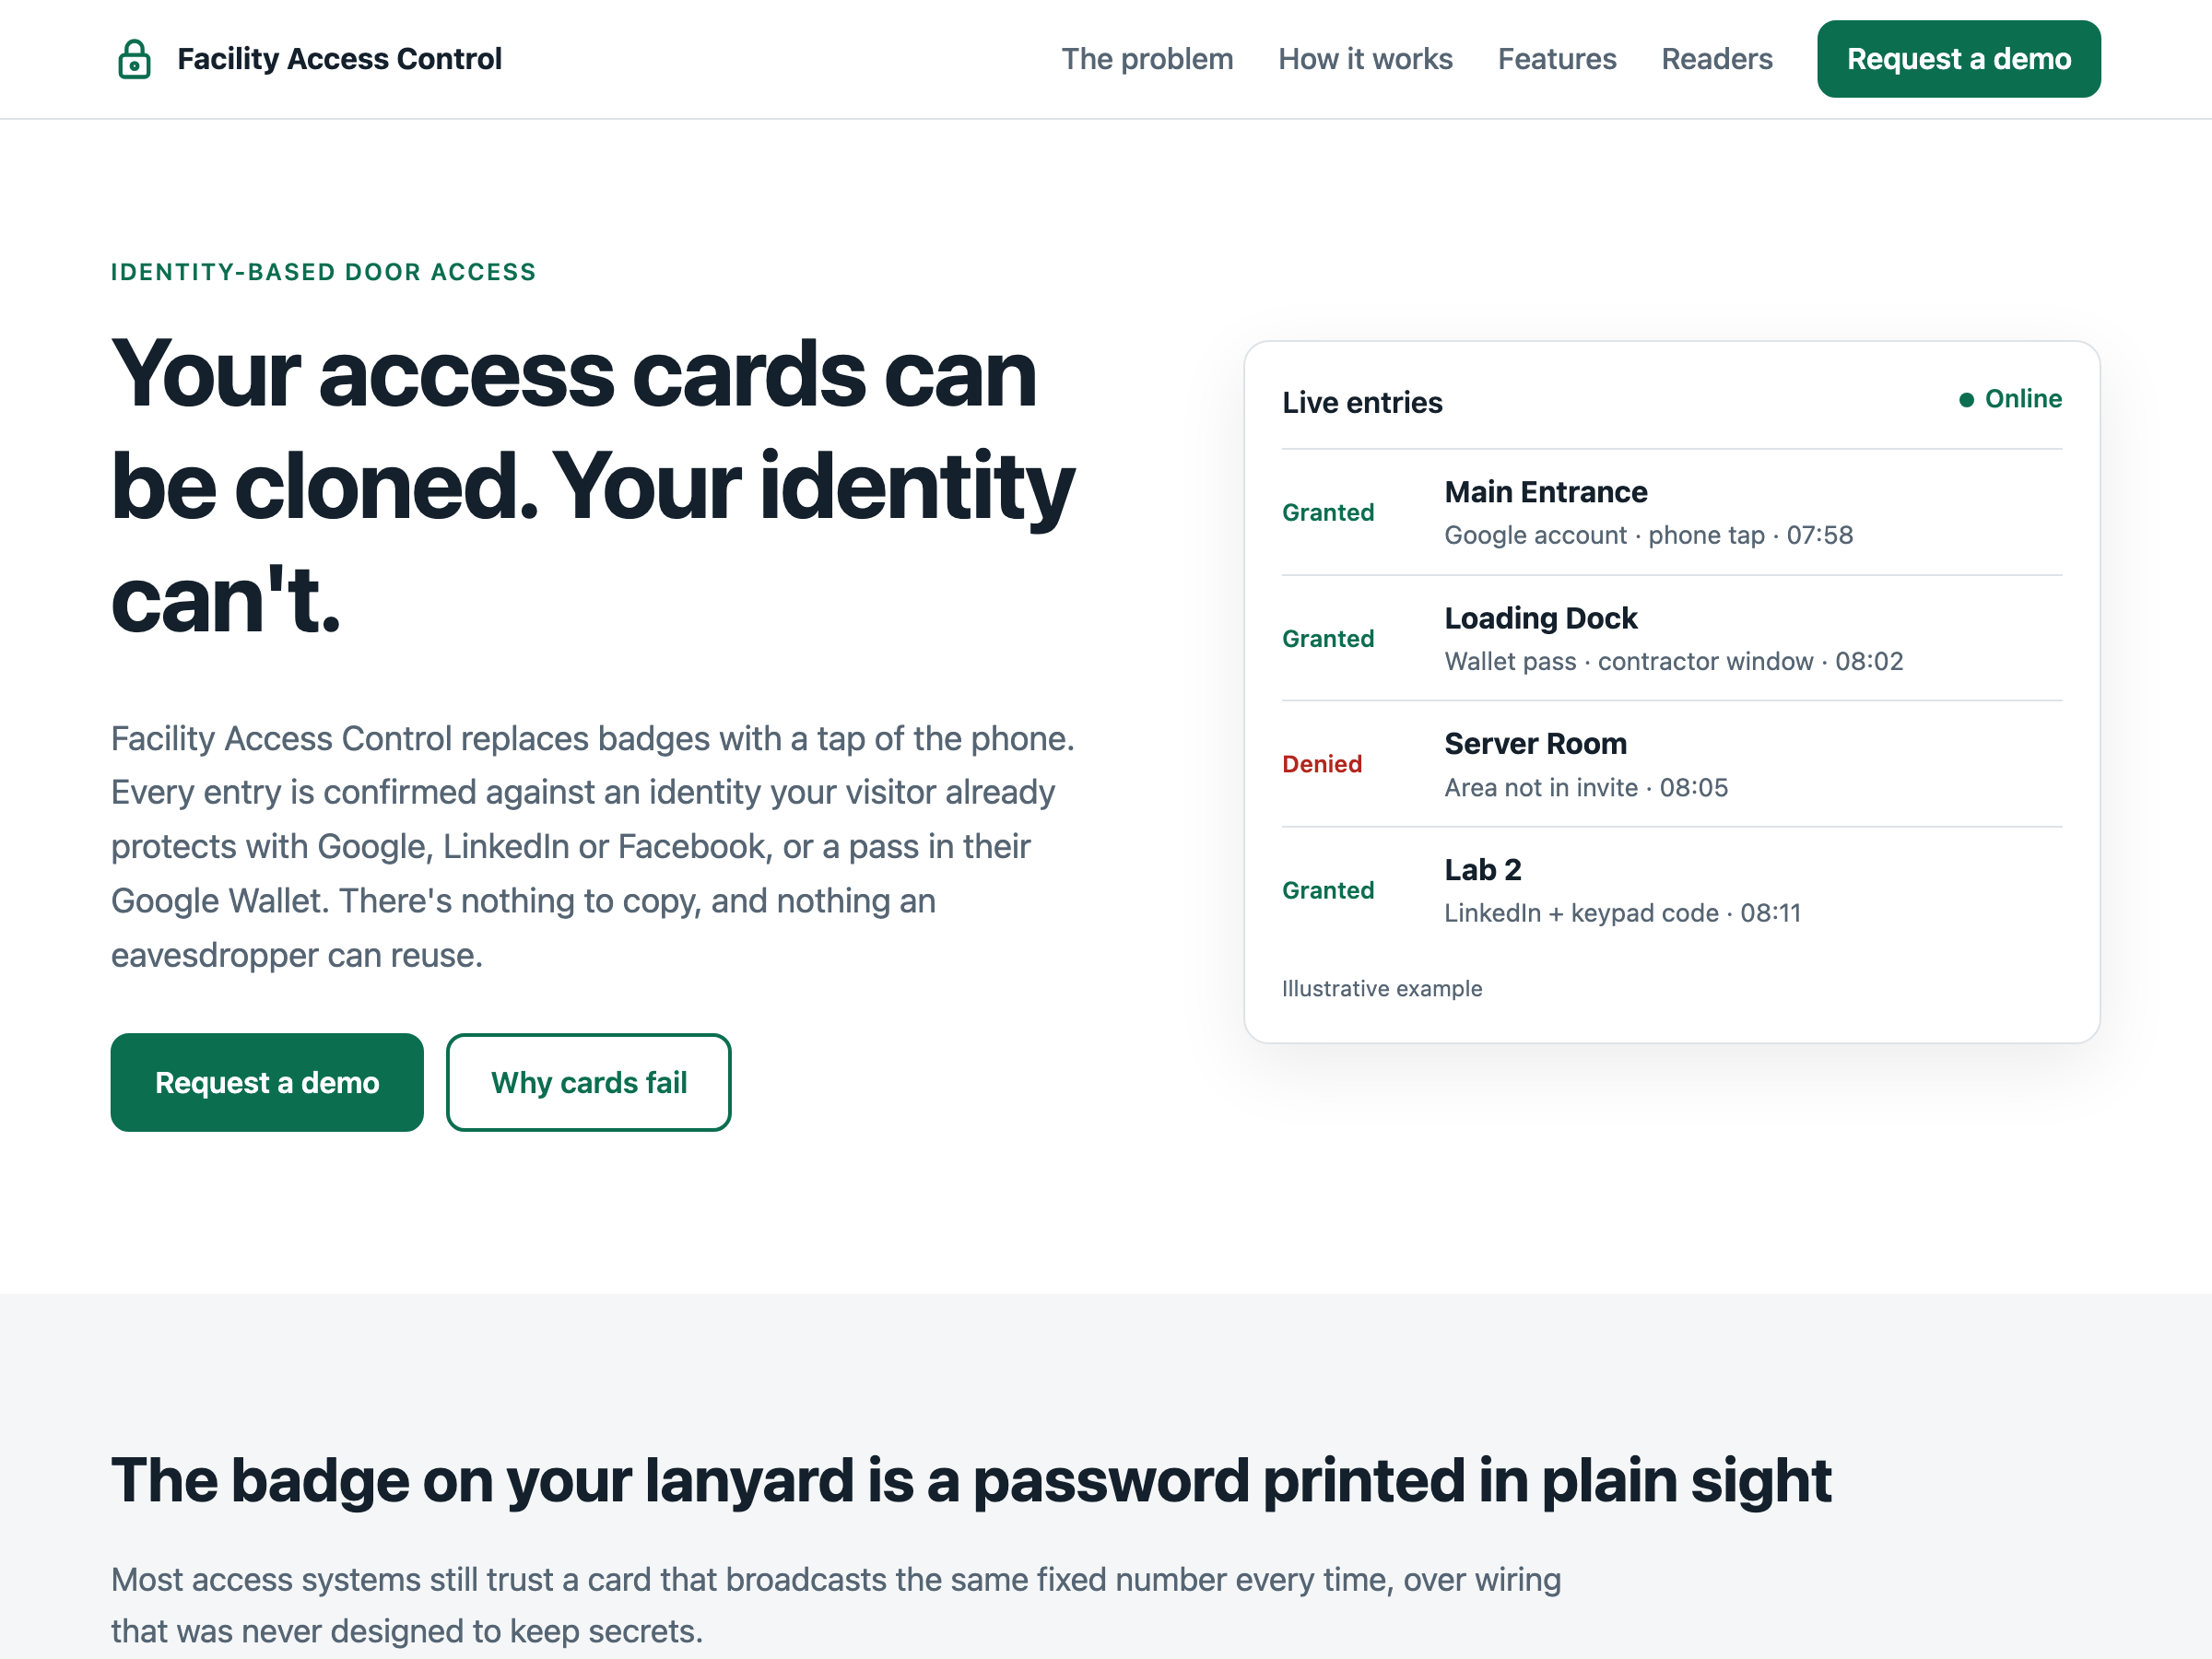 Facility Access Control
The problem
How it works
Features
Readers
Request a demo
IDENTITY-BASED DOOR ACCESS
Your access cards can
be cloned. Your identity
can't.
Facility Access Control replaces badges with a tap of the phone.
Every entry is confirmed against an identity your visitor already
protects with Google, LinkedIn or Facebook, or a pass in their
Google Wallet. There's nothing to copy, and nothing an
eavesdropper can reuse.
Request a demo
Why cards fail
Live entries
Online
Granted
Main Entrance
Google account · phone tap · 07:58
Granted
Loading Dock
Wallet pass · contractor window · 08:02
Denied
Server Room
Area not in invite · 08:05
Granted
Lab 2
LinkedIn + keypad code · 08:11
Illustrative example
The badge on your lanyard is a password printed in plain sight
Most access systems still trust a card that broadcasts the same fixed number every time, over wiring
that was never designed to keep secrets.